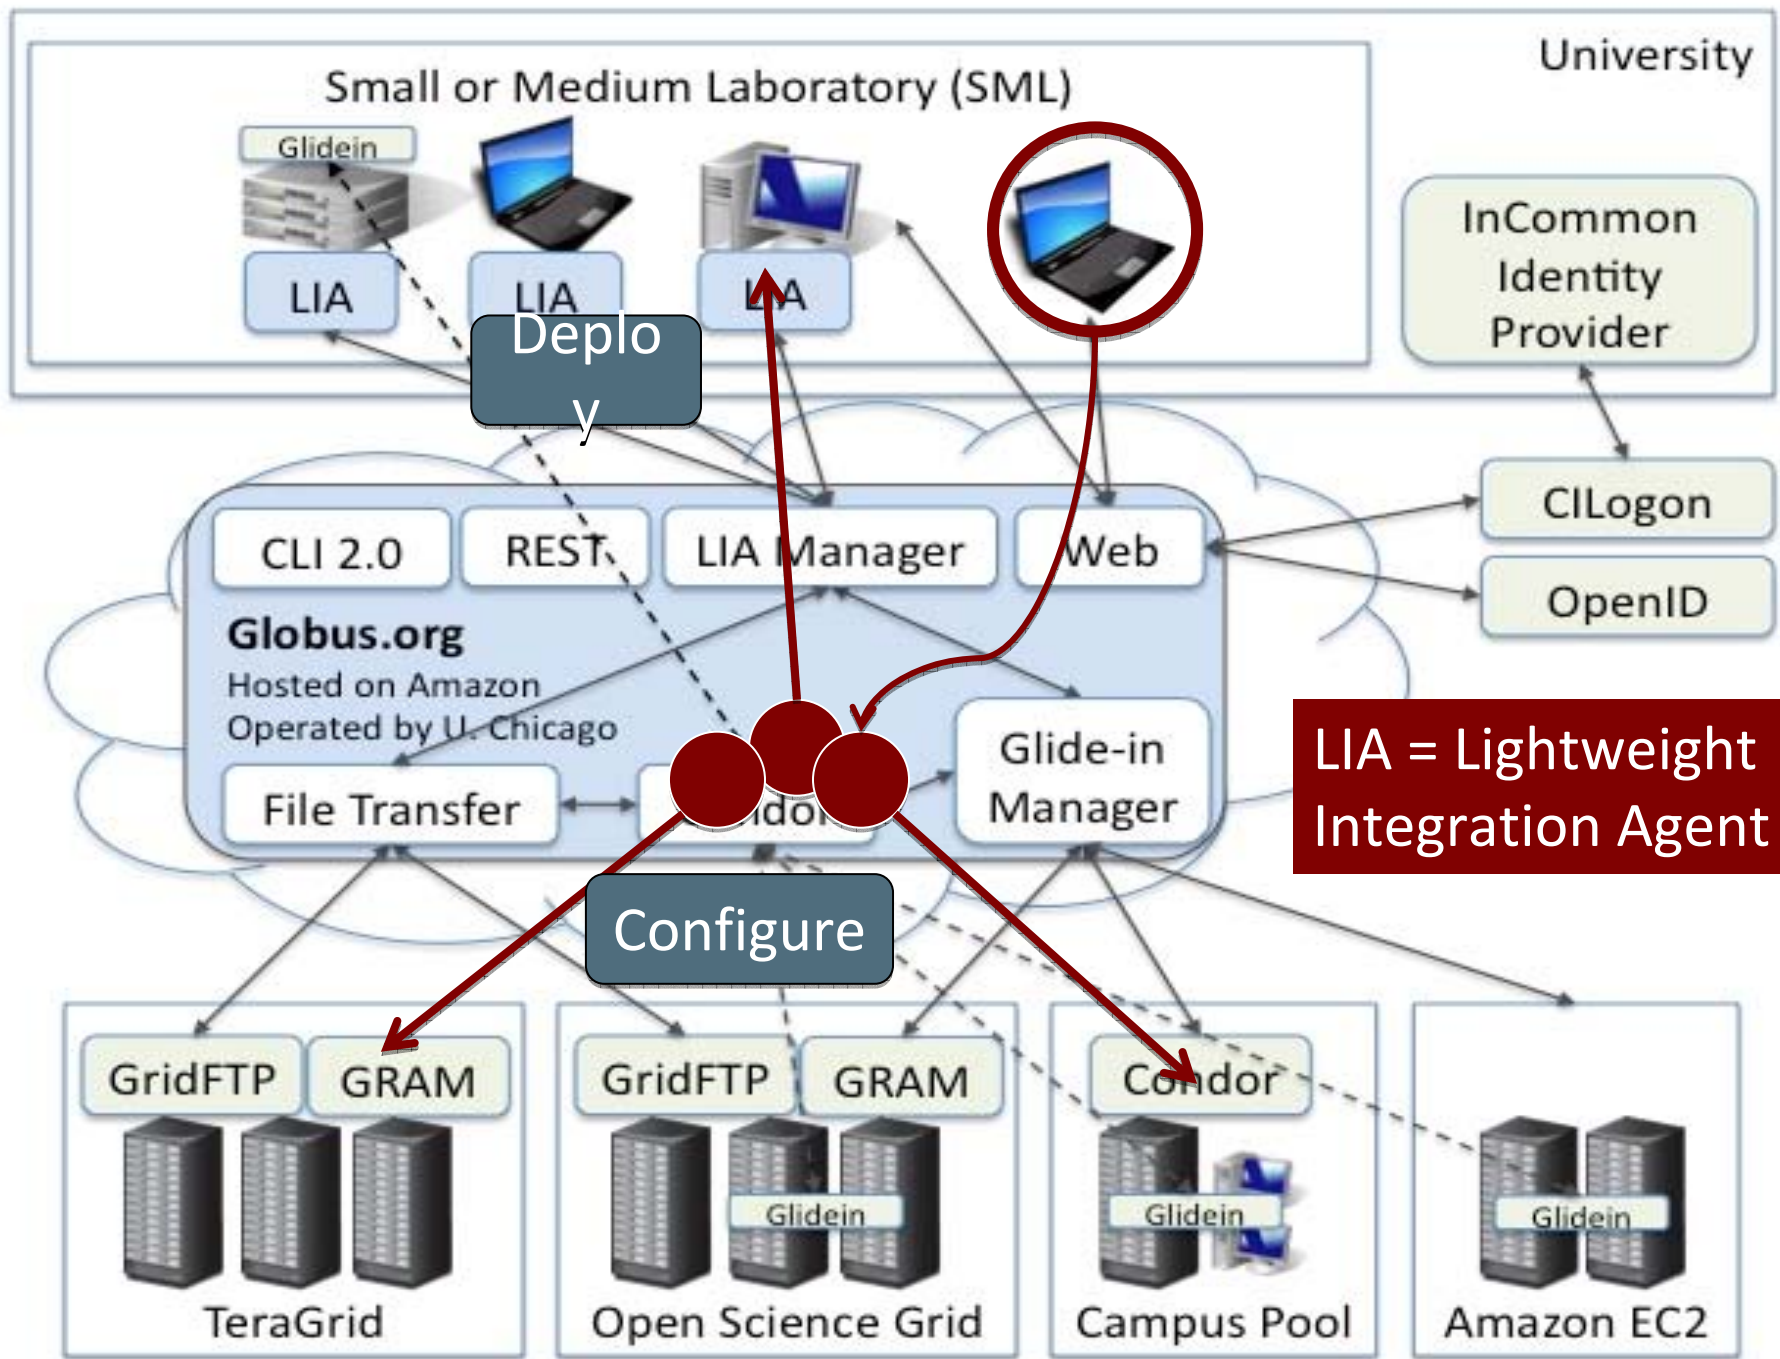 University
Small or Medium Laboratory (SML)
Glidein
LIA
LIA
LIA
Deplo
y
InCommon
Identity
Provider
CILogon
OpenID
CLI 2.0
REST
LIA Manager
Web
Globus.org
Hosted on Amazon
Operated by U. Chicago
File Transfer
Glide-in
Manager
LIA = Lightweight
Integration Agent
Configure
GridFTP
GRAM
GridFTP
GRAM
Condor
Glidein
Glidein
Glidein
TeraGrid
Open Science Grid
Campus Pool
Amazon EC2